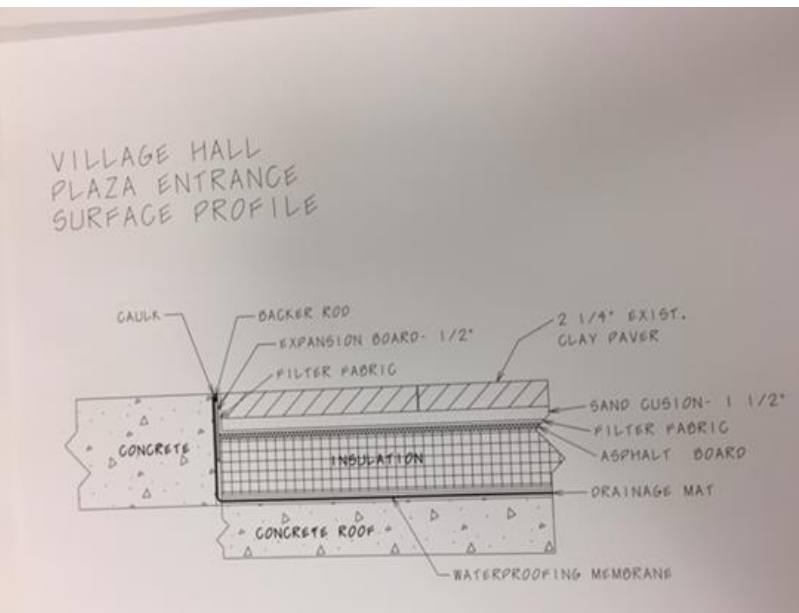 VILLAGE HALL
PLAZA ENTRANCE
SURFACE PROFILE
CAULK
BACKER ROD
EXPANSION BOARD- 1/2"
FILTER FABRIC
2 1/4" EXIST.
CLAY PAVER
SAND CUSION- 1 1/2"
FILTER FABRIC
ASPHALT BOARD
CONCRETE
INSULATION
DRAINAGE MAT
CONCRETE ROOF
WATERPROOFING MEMBRANE